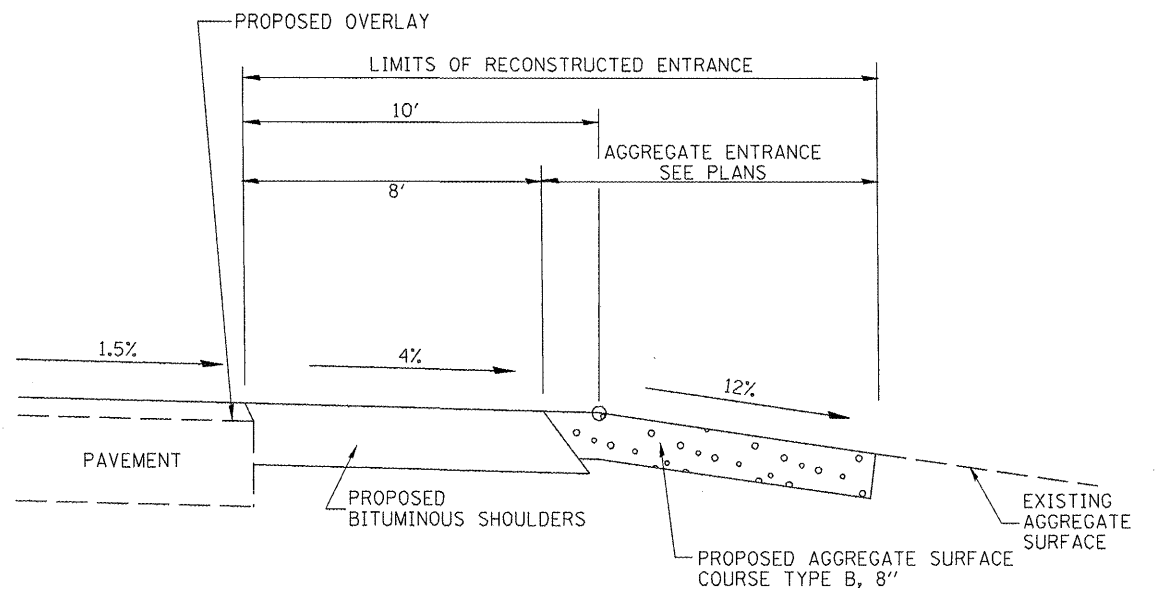 PROPOSED OVERLAY
LIMITS OF RECONSTRUCTED ENTRANCE
10'
AGGREGATE ENTRANCE
SEE PLANS
8'
1.5%
4%
12%
PAVEMENT
PROPOSED
BITUMINOUS SHOULDERS
EXISTING
AGGREGATE
SURFACE
PROPOSED AGGREGATE SURFACE
COURSE TYPE B, 8"